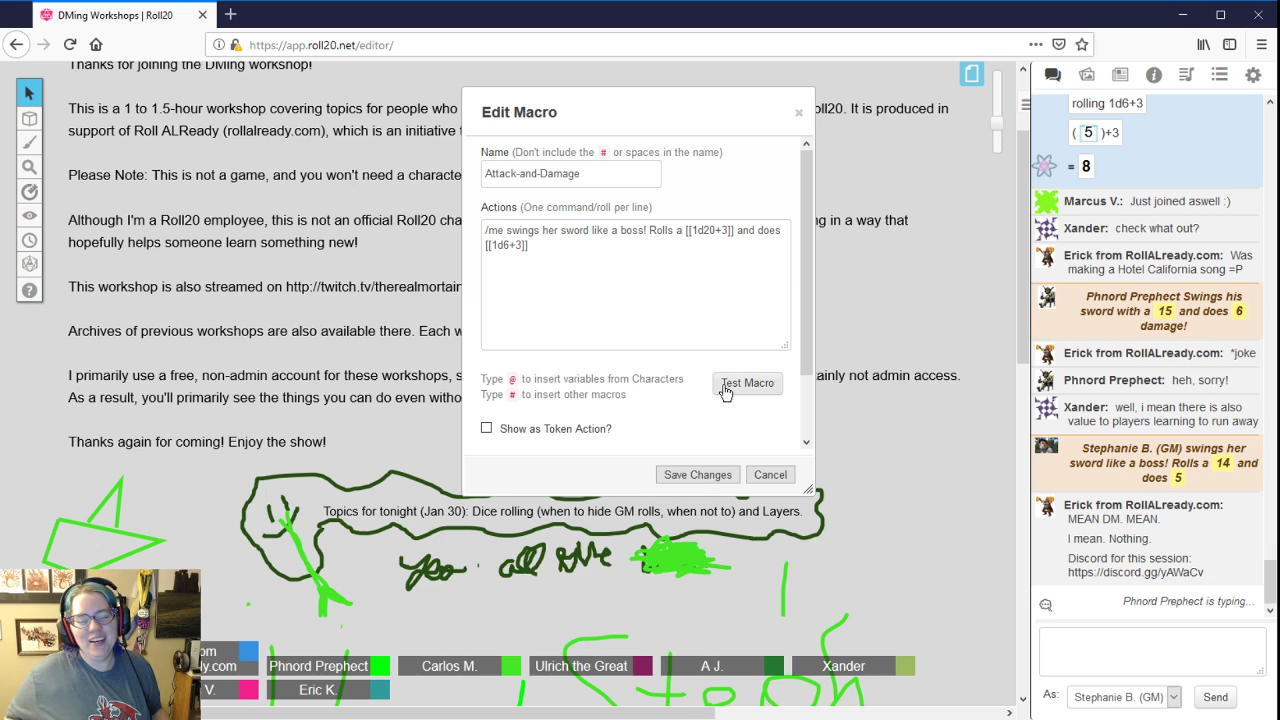 DMing Workshops | Roll20
https://app.roll20.net/editor/
Thanks for joining the DMing workshop!
This is a 1 to 1.5-hour workshop covering topics for people who
oll20. It is produced in
support of Roll ALReady (rollalready.com), which is an initiative
Please Note: This is not a game, and you won't need a characte
Although I'm a Roll20 employee, this is not an official Roll20 cha
ng in a way that
hopefully helps someone learn something new!
This workshop is also streamed on http://twitch.tv/therealmortain
Archives of previous workshops are also available there. Each w
I primarily use a free, non-admin account for these workshops, s
tainly not admin access.
As a result, you'll primarily see the things you can do even witho
Thanks again for coming! Enjoy the show!
Topics for tonight (Jan 30): Dice rolling (when to hide GM rolls, when not to) and Layers.
Edit Macro
Name (Don't include the # or spaces in the name)
Attack-and-Damage
Actions (One command/roll per line)
/me swings her sword like a boss! Rolls a [[1d20+3]] and does
[[1d6+3]]
Type @ to insert variables from Characters
Type # to insert other macros
Test Macro
Show as Token Action?
Save Changes
Cancel
om
ady.com
Phnord Prephect
Carlos M.
Ulrich the Great
A J.
Xander
V.
Eric K.
rolling 1d6+3
( 5 )+3
= 8
Marcus V.: Just joined aswell :)
Xander: check what out?
Erick from RollALready.com: Was
making a Hotel California song =P
Phnord Prephect Swings his
sword with a 15 and does 6
damage!
Erick from RollALready.com: *joke
Phnord Prephect: heh, sorry!
Xander: well, i mean there is also
value to players learning to run away
Stephanie B. (GM) swings her
sword like a boss! Rolls a 14 and
does 5
Erick from RollALready.com:
MEAN DM. MEAN.
I mean. Nothing.
Discord for this session:
https://discord.gg/yAWaCv
Phnord Prephect is typing...
As: Stephanie B. (GM)
Send